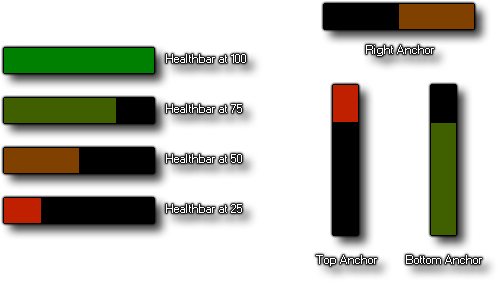 Healthbar at 100
Healthbar at 75
Healthbar at 50
Healthbar at 25
Right Anchor
Top Anchor
Bottom Anchor